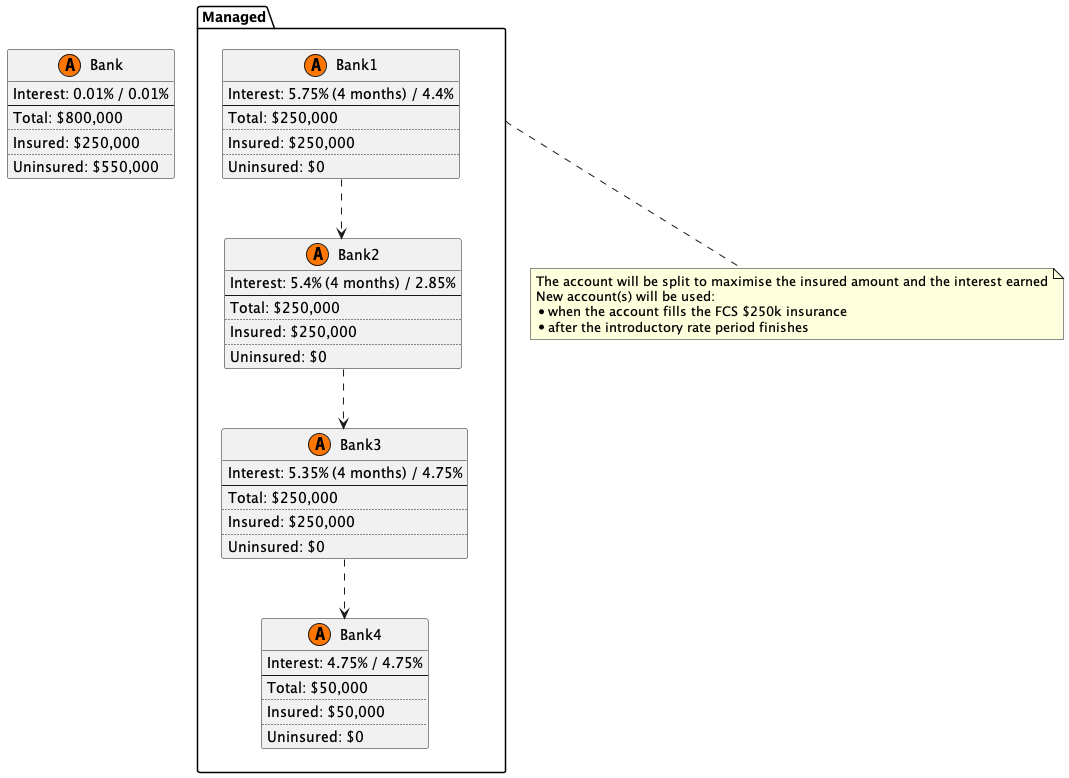 Managed
A Bank
Interest: 0.01% / 0.01%
Total: $800,000
Insured: $250,000
Uninsured: $550,000
A Bank1
Interest: 5.75% (4 months) / 4.4%
Total: $250,000
Insured: $250,000
Uninsured: $0
A Bank2
Interest: 5.4% (4 months) / 2.85%
Total: $250,000
Insured: $250,000
Uninsured: $0
A Bank3
Interest: 5.35% (4 months) / 4.75%
Total: $250,000
Insured: $250,000
Uninsured: $0
A Bank4
Interest: 4.75% / 4.75%
Total: $50,000
Insured: $50,000
Uninsured: $0
The account will be split to maximise the insured amount and the interest earned
New account(s) will be used:
• when the account fills the FCS $250k insurance
• after the introductory rate period finishes